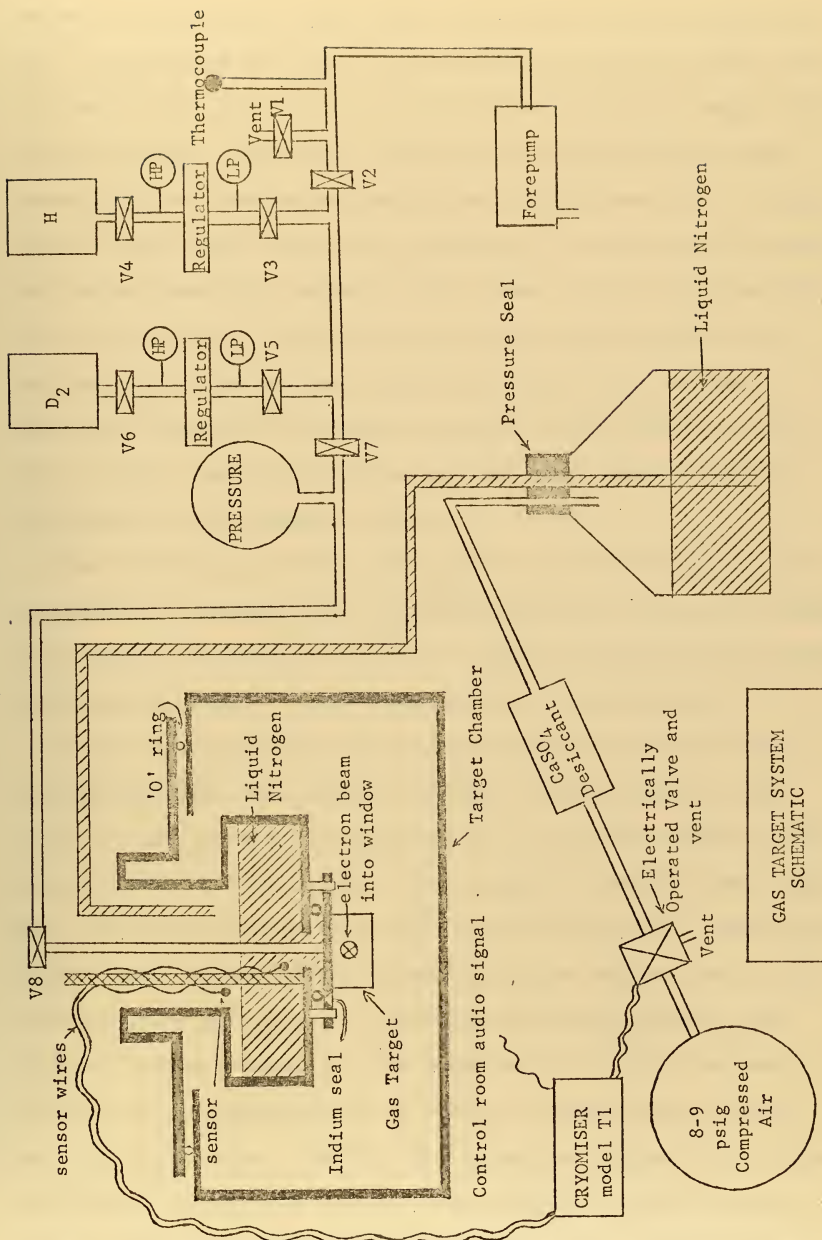 Thermocouple
Vent
V1
H
HP
Regulator
LP
V4
V3
V2
Forepump
D2
HP
Regulator
LP
V6
V5
V7
PRESSURE
Pressure Seal
Liquid Nitrogen
V8
sensor wires
sensor
'O' ring
Liquid
Nitrogen
electron beam
into window
Indium seal
Gas Target
Target Chamber
Control room audio signal
CaSO4
Desiccant
Electrically
Operated Valve and
vent
Vent
CRYOMISER
model T1
8-9
psig
Compressed
Air
GAS TARGET SYSTEM
SCHEMATIC